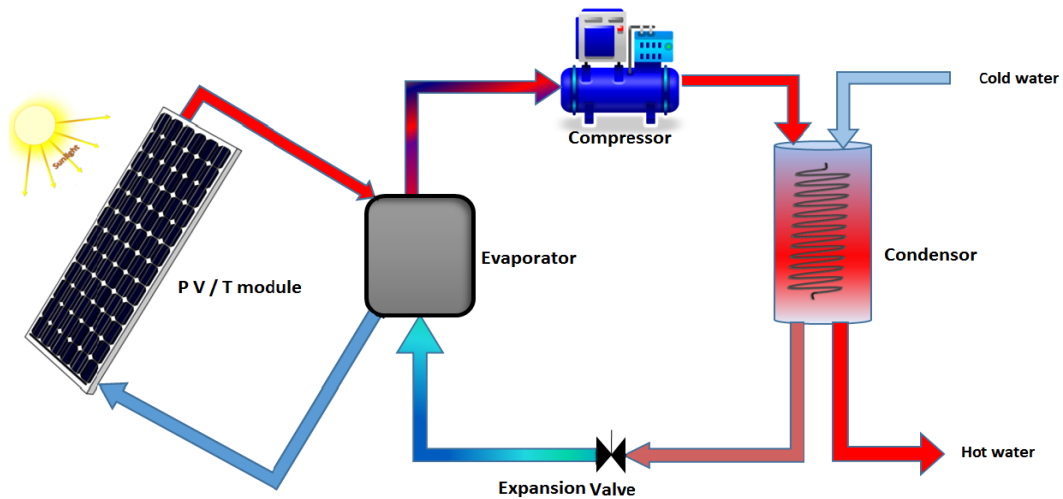 Cold water
Compressor
Sunlight
Evaporator
Condensor
P V / T module
Hot water
Expansion Valve